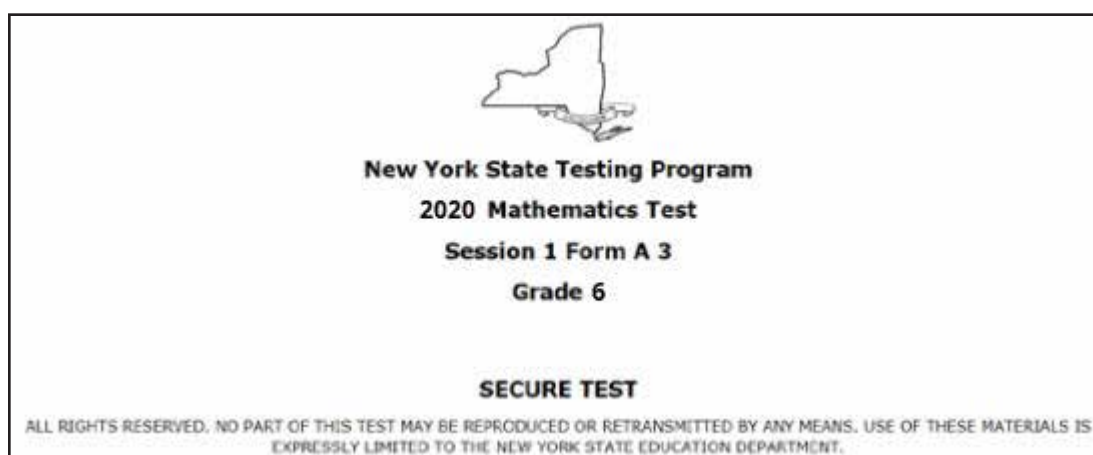 New York State Testing Program
2020 Mathematics Test
Session 1 Form A 3
Grade 6
SECURE TEST
ALL RIGHTS RESERVED. NO PART OF THIS TEST MAY BE REPRODUCED OR RETRANSMITTED BY ANY MEANS. USE OF THESE MATERIALS IS
EXPRESSLY LIMITED TO THE NEW YORK STATE EDUCATION DEPARTMENT.